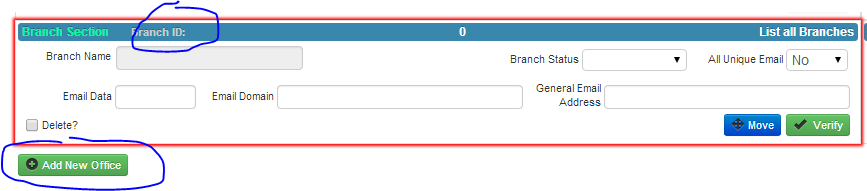 Branch Section Branch ID: 0 List all Branches
Branch Name Branch Status All Unique Email No
Email Data Email Domain General Email Address
Delete? Move Verify
Add New Office